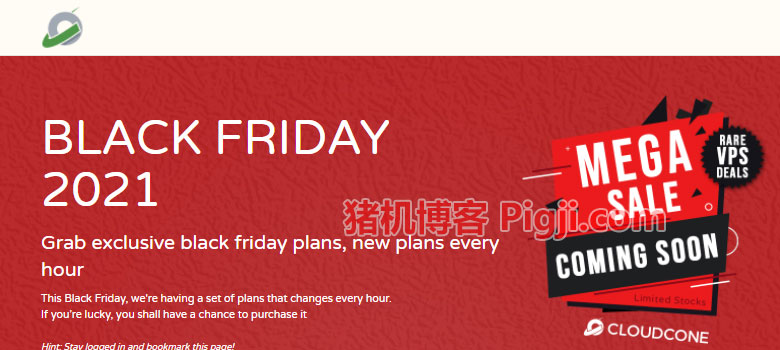 BLACK FRIDAY
2021
Grab exclusive black friday plans, new plans every
hour
This Black Friday, we're having a set of plans that changes every hour.
If you're lucky, you shall have a chance to purchase it
Hint: Stay logged in and bookmark this page!
猪机博客 Pigji.com
RARE
VPS
DEALS
MEGA
SALE
COMING SOON
Limited Stocks
CLOUDCONE